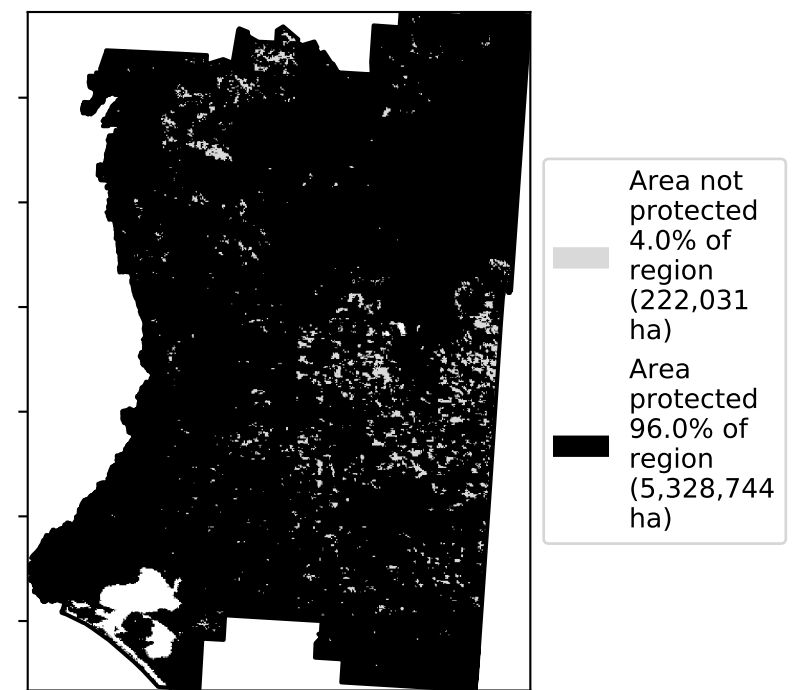 Area not
protected
4.0% of
region
(222,031
ha)
Area
protected
96.0% of
region
(5,328,744
ha)